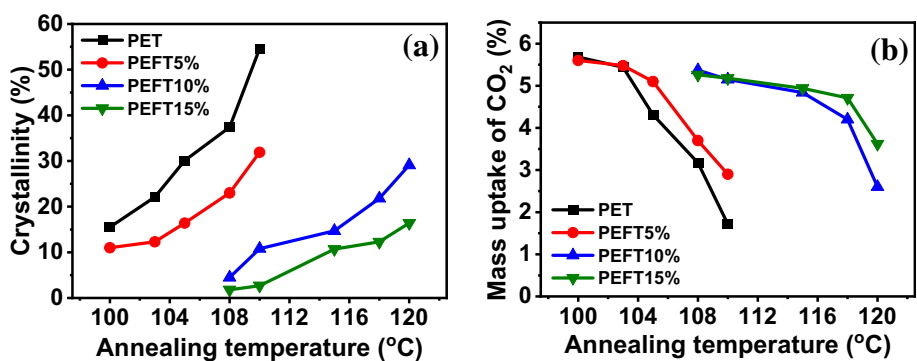 (a)
PET
PEFT5%
PEFT10%
PEFT15%
Crystallinity (%)
60
50
40
30
20
10
0
100 104 108 112 116 120
Annealing temperature (°C)
(b)
PET
PEFT5%
PEFT10%
PEFT15%
Mass uptake of CO₂ (%)
6
5
4
3
2
1
0
100 104 108 112 116 120
Annealing temperature (°C)